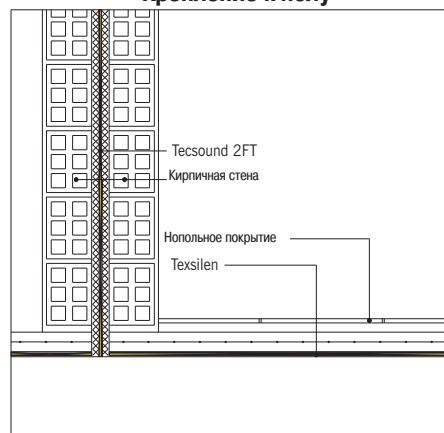 Tecsound 2FT
Кирпичная стена
Нопольное покрытие
Texsilen